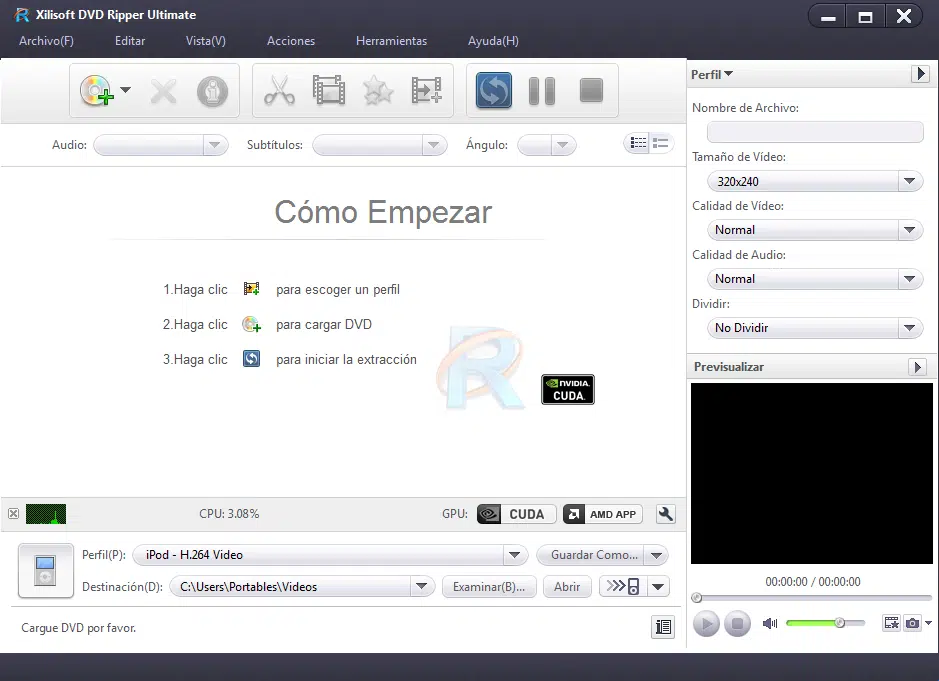 Xilisoft DVD Ripper Ultimate
Archivo(F) Editar Vista(V) Acciones Herramientas Ayuda(H)
Audio: Subtítulos: Ángulo:
Cómo Empezar
1.Haga clic para escoger un perfil
2.Haga clic para cargar DVD
3.Haga clic para iniciar la extracción
R
NVIDIA.
CUDA.
CPU: 3.08% GPU: CUDA AMD APP
Perfil(P): iPod - H.264 Video Guardar Como...
Destinación(D): C:\Users\Portables\Videos Examinar(B)... Abrir
Cargue DVD por favor.
Perfil
Nombre de Archivo:
Tamaño de Vídeo:
320x240
Calidad de Vídeo:
Normal
Calidad de Audio:
Normal
Dividir:
No Dividir
Previsualizar
00:00:00 / 00:00:00